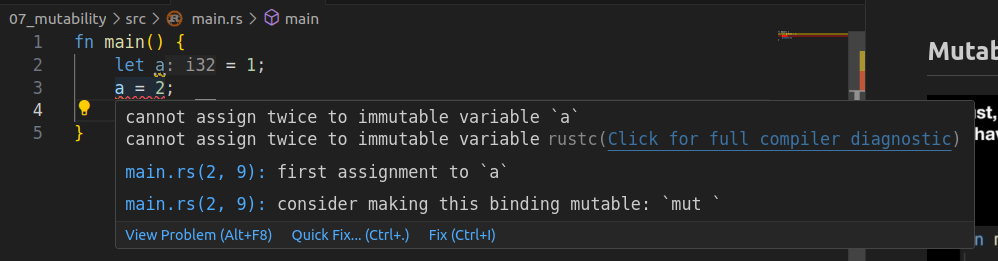 07_mutability > src > main.rs > main
1 fn main() {
2 let a: i32 = 1;
3 a = 2;
4
5 }
cannot assign twice to immutable variable `a`
cannot assign twice to immutable variable rustc(Click for full compiler diagnostic)
main.rs(2, 9): first assignment to `a`
main.rs(2, 9): consider making this binding mutable: `mut `
View Problem (Alt+F8) Quick Fix... (Ctrl+.) Fix (Ctrl+I)
Mutab